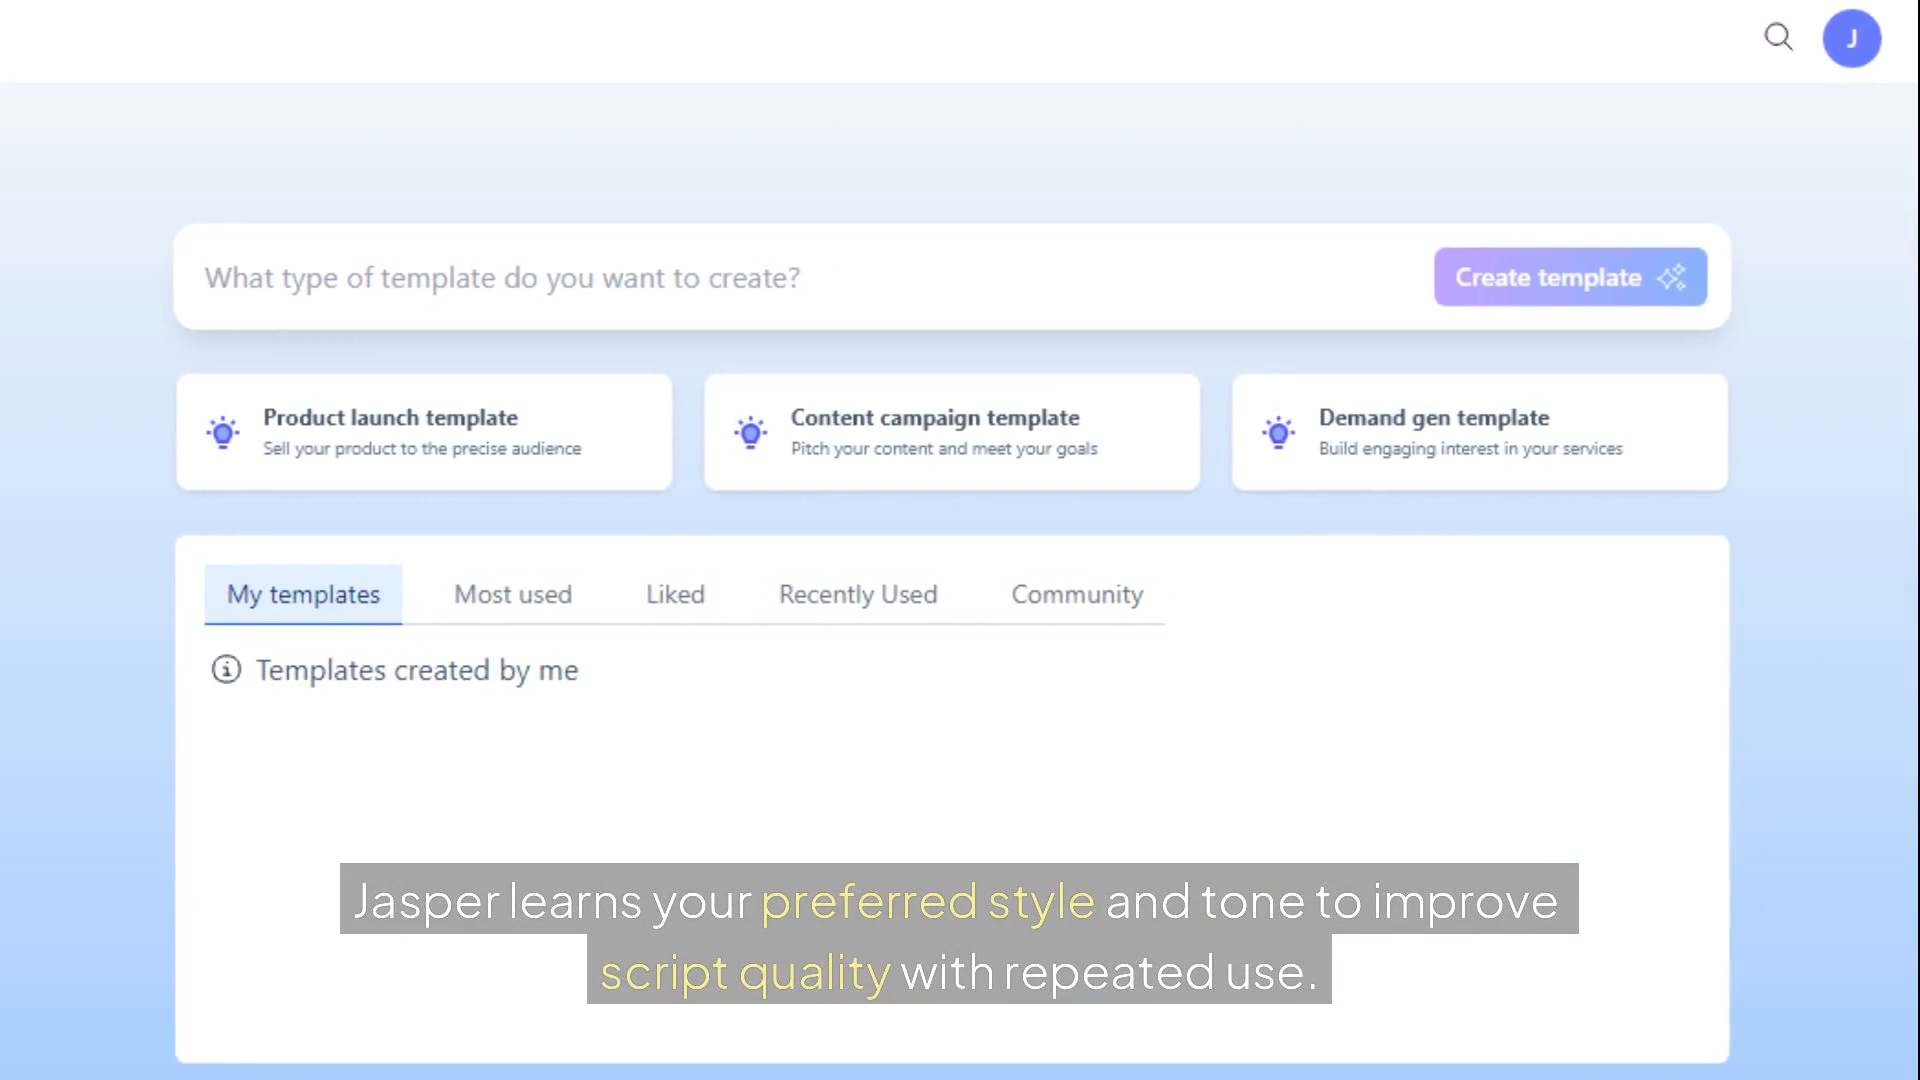 J
What type of template do you want to create?
Create template
Product launch template
Sell your product to the precise audience
Content campaign template
Pitch your content and meet your goals
Demand gen template
Build engaging interest in your services
My templates
Most used
Liked
Recently Used
Community
Templates created by me
Jasper learns your preferred style and tone to improve
script quality with repeated use.